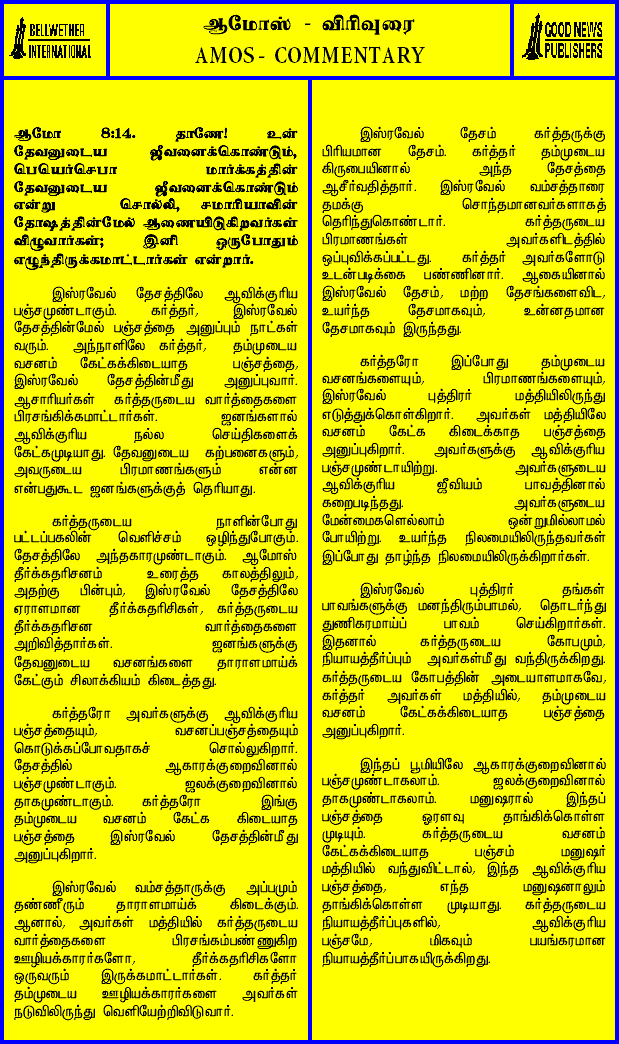 BELLWETHER
INTERNATIONAL
ஆமோஸ் - விரிவுரை
AMOS - COMMENTARY
GOOD NEWS
PUBLISHERS
ஆமோ 8:14. தாணே! உன்
தேவனுடைய ஜீவனைக்கொண்டும்,
பெயெர்செபா மார்க்கத்தின்
தேவனுடைய ஜீவனைக்கொண்டும்
என்று சொல்லி, சமாரியாவின்
தோஷத்தின்மேல் ஆணையிடுகிறவர்கள்
விழுவார்கள்; இனி ஒருபோதும்
எழுந்திருக்கமாட்டார்கள் என்றார்.
இஸ்ரவேல் தேசத்திலே ஆவிக்குரிய
பஞ்சமுண்டாகும். கர்த்தர், இஸ்ரவேல்
தேசத்தின்மேல் பஞ்சத்தை அனுப்பும் நாட்கள்
வரும். அந்நாளிலே கர்த்தர், தம்முடைய
வசனம் கேட்கக்கிடையாத பஞ்சத்தை,
இஸ்ரவேல் தேசத்தின்மீது அனுப்புவார்.
ஆசாரியர்கள் கர்த்தருடைய வார்த்தைகளை
பிரசங்கிக்கமாட்டார்கள். ஜனங்களால்
ஆவிக்குரிய நல்ல செய்திகளைக்
கேட்கமுடியாது. தேவனுடைய கற்பனைகளும்,
அவருடைய பிரமாணங்களும் என்ன
என்பதுகூட ஜனங்களுக்குத் தெரியாது.
கர்த்தருடைய நாளின்போது
பட்டப்பகலின் வெளிச்சம் ஒழிந்துபோகும்.
தேசத்திலே அந்தகாரமுண்டாகும். ஆமோஸ்
தீர்க்கதரிசனம் உரைத்த காலத்திலும்,
அதற்கு பின்பும், இஸ்ரவேல் தேசத்திலே
ஏராளமான தீர்க்கதரிசிகள், கர்த்தருடைய
தீர்க்கதரிசன வார்த்தைகளை
அறிவித்தார்கள். ஜனங்களுக்கு
தேவனுடைய வசனங்களை தாராளமாய்க்
கேட்கும் சிலாக்கியம் கிடைத்தது.
கர்த்தரோ அவர்களுக்கு ஆவிக்குரிய
பஞ்சத்தையும், வசனப்பஞ்சத்தையும்
கொடுக்கப்போவதாகச் சொல்லுகிறார்.
தேசத்தில் ஆகாரக்குறைவினால்
பஞ்சமுண்டாகும். ஜலக்குறைவினால்
தாகமுண்டாகும். கர்த்தரோ இங்கு
தம்முடைய வசனம் கேட்க கிடையாத
பஞ்சத்தை இஸ்ரவேல் தேசத்தின்மீது
அனுப்புகிறார்.
இஸ்ரவேல் வம்சத்தாருக்கு அப்பமும்
தண்ணீரும் தாராளமாய்க் கிடைக்கும்.
ஆனால், அவர்கள் மத்தியில் கர்த்தருடைய
வார்த்தைகளை பிரசங்கம்பண்ணுகிற
ஊழியக்காரர்களோ, தீர்க்கதரிசிகளோ
ஒருவரும் இருக்கமாட்டார்கள். கர்த்தர்
தம்முடைய ஊழியக்காரர்களை அவர்கள்
நடுவிலிருந்து வெளியேற்றிவிடுவார்.
இஸ்ரவேல் தேசம் கர்த்தருக்கு
பிரியமான தேசம். கர்த்தர் தம்முடைய
கிருபையினால் அந்த தேசத்தை
ஆசீர்வதித்தார். இஸ்ரவேல் வம்சத்தாரை
தமக்கு சொந்தமானவர்களாகத்
தெரிந்துகொண்டார். கர்த்தருடைய
பிரமாணங்கள் அவர்களிடத்தில்
ஒப்புவிக்கப்பட்டது. கர்த்தர் அவர்களோடு
உடன்படிக்கை பண்ணினார். ஆகையினால்
இஸ்ரவேல் தேசம், மற்ற தேசங்களைவிட,
உயர்ந்த தேசமாகவும், உன்னதமான
தேசமாகவும் இருந்தது.
கர்த்தரோ இப்போது தம்முடைய
வசனங்களையும், பிரமாணங்களையும்,
இஸ்ரவேல் புத்திரர் மத்தியிலிருந்து
எடுத்துக்கொள்கிறார். அவர்கள் மத்தியிலே
வசனம் கேட்க கிடைக்காத பஞ்சத்தை
அனுப்புகிறார். அவர்களுக்கு ஆவிக்குரிய
பஞ்சமுண்டாயிற்று. அவர்களுடைய
ஆவிக்குரிய ஜீவியம் பாவத்தினால்
கறைபடிந்தது. அவர்களுடைய
மேன்மைகளெல்லாம் ஒன்றுமில்லாமல்
போயிற்று. உயர்ந்த நிலமையிலிருந்தவர்கள்
இப்போது தாழ்ந்த நிலமையிலிருக்கிறார்கள்.
இஸ்ரவேல் புத்திரர் தங்கள்
பாவங்களுக்கு மனந்திரும்பாமல், தொடர்ந்து
துணிகரமாய்ப் பாவம் செய்கிறார்கள்.
இதனால் கர்த்தருடைய கோபமும்,
நியாயத்தீர்ப்பும் அவர்கள்மீது வந்திருக்கிறது.
கர்த்தருடைய கோபத்தின் அடையாளமாகவே,
கர்த்தர் அவர்கள் மத்தியில், தம்முடைய
வசனம் கேட்கக்கிடையாத பஞ்சத்தை
அனுப்புகிறார்.
இந்தப் பூமியிலே ஆகாரக்குறைவினால்
பஞ்சமுண்டாகலாம். ஜலக்குறைவினால்
தாகமுண்டாகலாம். மனுஷரால் இந்தப்
பஞ்சத்தை ஓரளவு தாங்கிக்கொள்ள
முடியும். கர்த்தருடைய வசனம்
கேட்கக்கிடையாத பஞ்சம் மனுஷர்
மத்தியில் வந்துவிட்டால், இந்த ஆவிக்குரிய
பஞ்சத்தை, எந்த மனுஷனாலும்
தாங்கிக்கொள்ள முடியாது. கர்த்தருடைய
நியாயத்தீர்ப்புகளில், ஆவிக்குரிய
பஞ்சமே, மிகவும் பயங்கரமான
நியாயத்தீர்ப்பாகயிருக்கிறது.